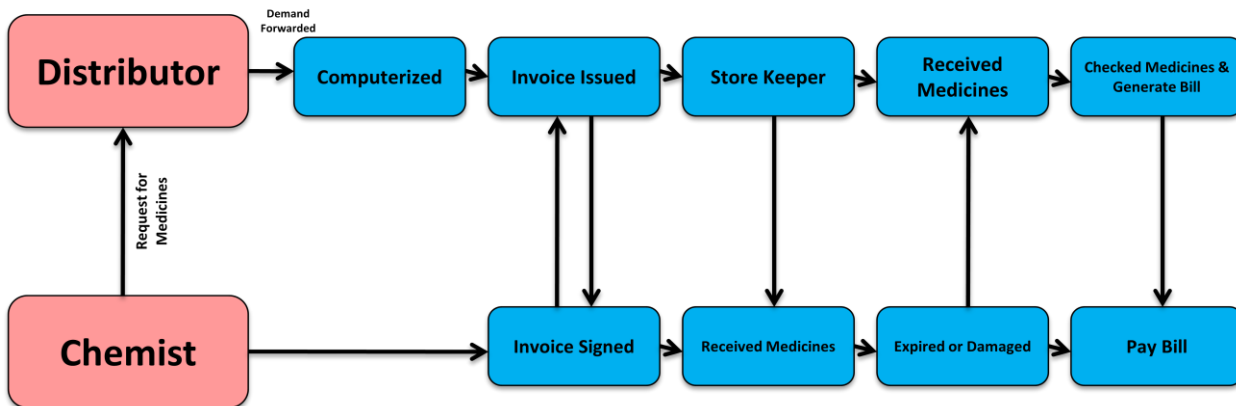 Demand
Forwarded
Distributor
Computerized
Invoice Issued
Store Keeper
Received
Medicines
Checked Medicines &
Generate Bill
Request for
Medicines
Chemist
Invoice Signed
Received Medicines
Expired or Damaged
Pay Bill